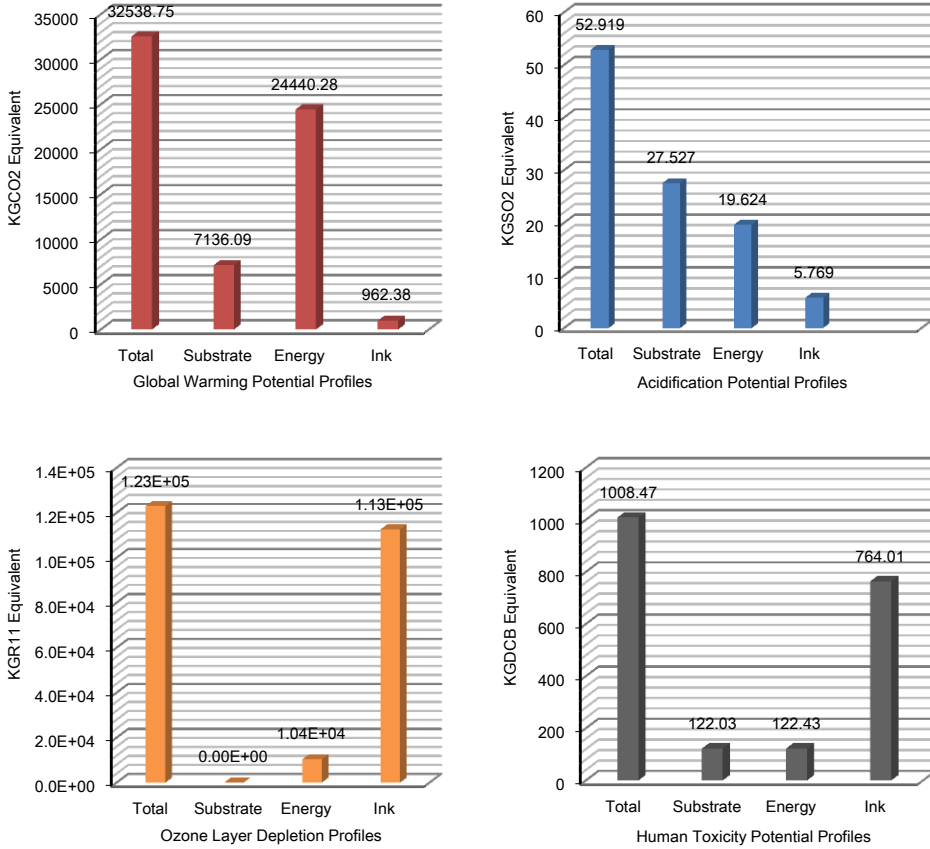 KGCO2 Equivalent
35000
30000
25000
20000
15000
10000
5000
0
32538.75
7136.09
24440.28
962.38
Total Substrate Energy Ink
Global Warming Potential Profiles
KGSO2 Equivalent
60
50
40
30
20
10
0
52.919
27.527
19.624
5.769
Total Substrate Energy Ink
Acidification Potential Profiles
KGR11 Equivalent
1.4E+05
1.2E+05
1.0E+05
8.0E+04
6.0E+04
4.0E+04
2.0E+04
0.0E+00
1.23E+05
0.00E+00
1.04E+04
1.13E+05
Total Substrate Energy Ink
Ozone Layer Depletion Profiles
KGDCB Equivalent
1200
1000
800
600
400
200
0
1008.47
122.03
122.43
764.01
Total Substrate Energy Ink
Human Toxicity Potential Profiles